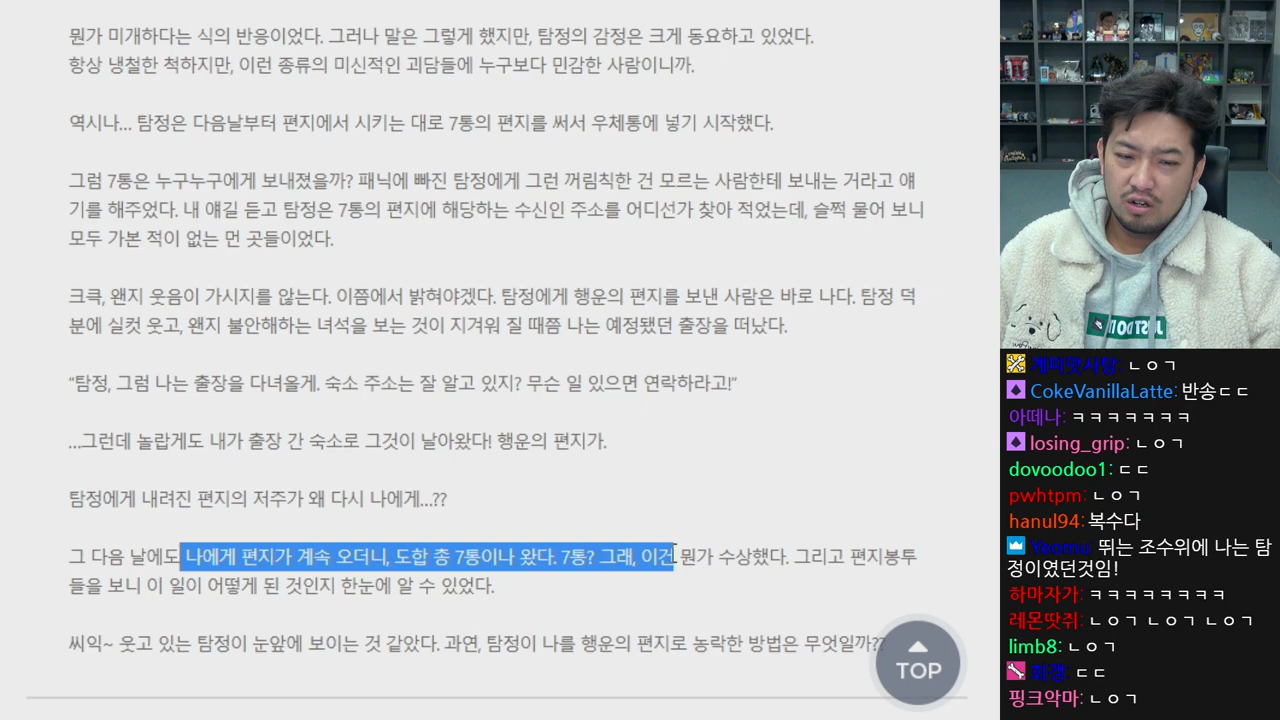 뭔가 미개하다는 식의 반응이었다. 그러나 말은 그렇게 했지만, 탐정의 감정은 크게 동요하고 있었다.
항상 냉철한 척하지만, 이런 종류의 미신적인 괴담들에 누구보다 민감한 사람이니까.
역시나... 탐정은 다음날부터 편지에서 시키는 대로 7통의 편지를 써서 우체통에 넣기 시작했다.
그럼 7통은 누구누구에게 보내졌을까? 패닉에 빠진 탐정에게 그런 꺼림칙한 건 모르는 사람한테 보내는 거라고 얘
기를 해주었다. 내 얘길 듣고 탐정은 7통의 편지에 해당하는 수신인 주소를 어디선가 찾아 적었는데, 슬쩍 물어 보니
모두 가본 적이 없는 먼 곳들이었다.
크큭, 왠지 웃음이 가시지를 않는다. 이쯤에서 밝혀야겠다. 탐정에게 행운의 편지를 보낸 사람은 바로 나다. 탐정 덕
분에 실컷 웃고, 왠지 불안해하는 녀석을 보는 것이 지겨워 질 때쯤 나는 예정됐던 출장을 떠났다.
“탐정, 그럼 나는 출장을 다녀올게. 숙소 주소는 잘 알고 있지? 무슨 일 있으면 연락하라고!”
...그런데 놀랍게도 내가 출장 간 숙소로 그것이 날아왔다! 행운의 편지가.
탐정에게 내려진 편지의 저주가 왜 다시 나에게...??
그 다음 날에도 나에게 편지가 계속 오더니, 도합 총 7통이나 왔다. 7통? 그래, 이건 뭔가 수상했다. 그리고 편지봉투
들을 보니 이 일이 어떻게 된 것인지 한눈에 알 수 있었다.
씨익~ 웃고 있는 탐정이 눈앞에 보이는 것 같았다. 과연, 탐정이 나를 행운의 편지로 농락한 방법은 무엇일까??
TOP
계피맛사탕: ㄴㅇㄱ
CokeVanillaLatte: 반송ㄷㄷ
아떼나: ㅋㅋㅋㅋㅋㅋㅋ
losing_grip: ㄴㅇㄱ
dovoodoo1: ㄷㄷ
pwhtpm: ㄴㅇㄱ
hanul94: 복수다
Yeomu: 뛰는 조수위에 나는 탐
정이였던것임!
하마자가: ㅋㅋㅋㅋㅋㅋㅋㅋ
레몬땃쥐: ㄴㅇㄱ ㄴㅇㄱ ㄴㅇㄱ
limb8: ㄴㅇㄱ
ㄷㄷ
핑크악마: ㄴㅇㄱ